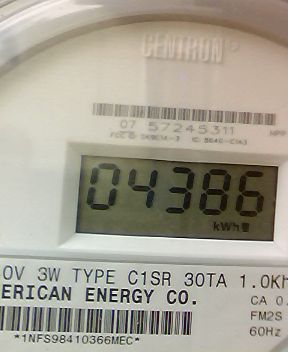 CENTRON®
07 57245311
04386
kWh
0V 3W TYPE C1SR 30TA 1.0Kh
ERICAN ENERGY CO.
CA 0.
FM2S
60Hz
*1NFS98410366MEC*